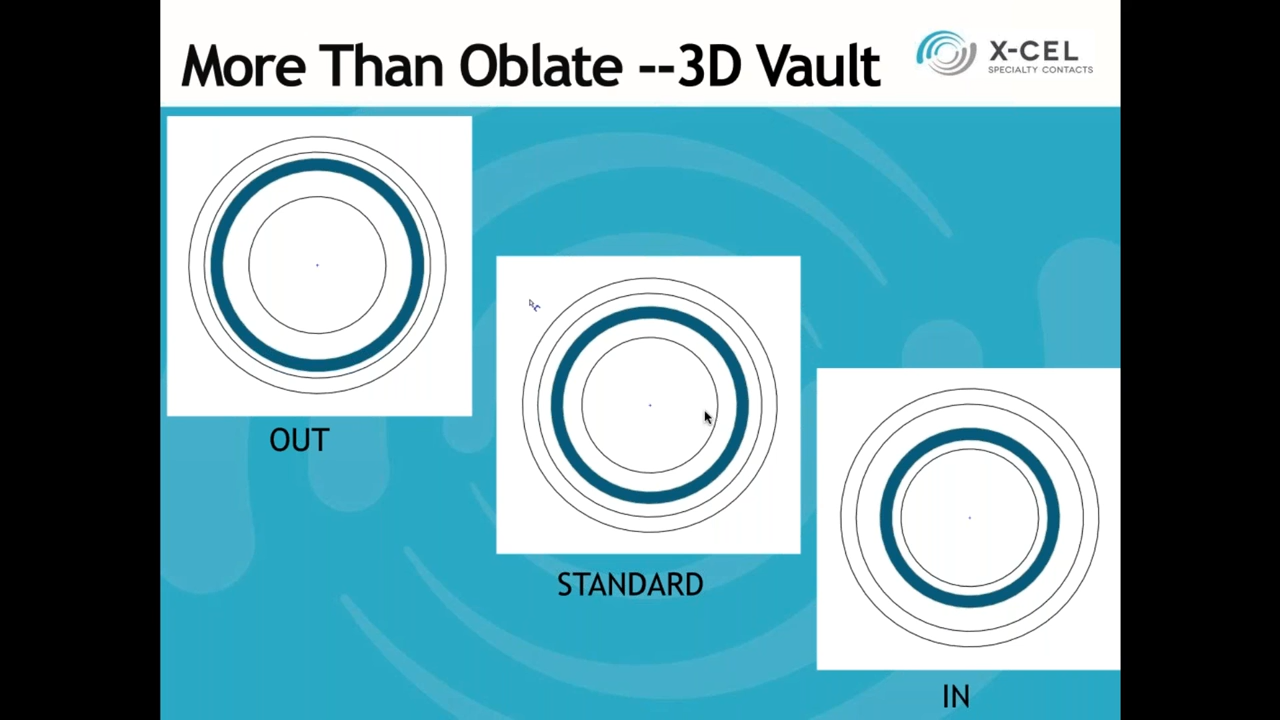 More Than Oblate --3D Vault
X-CEL
SPECIALTY CONTACTS
OUT
STANDARD
IN